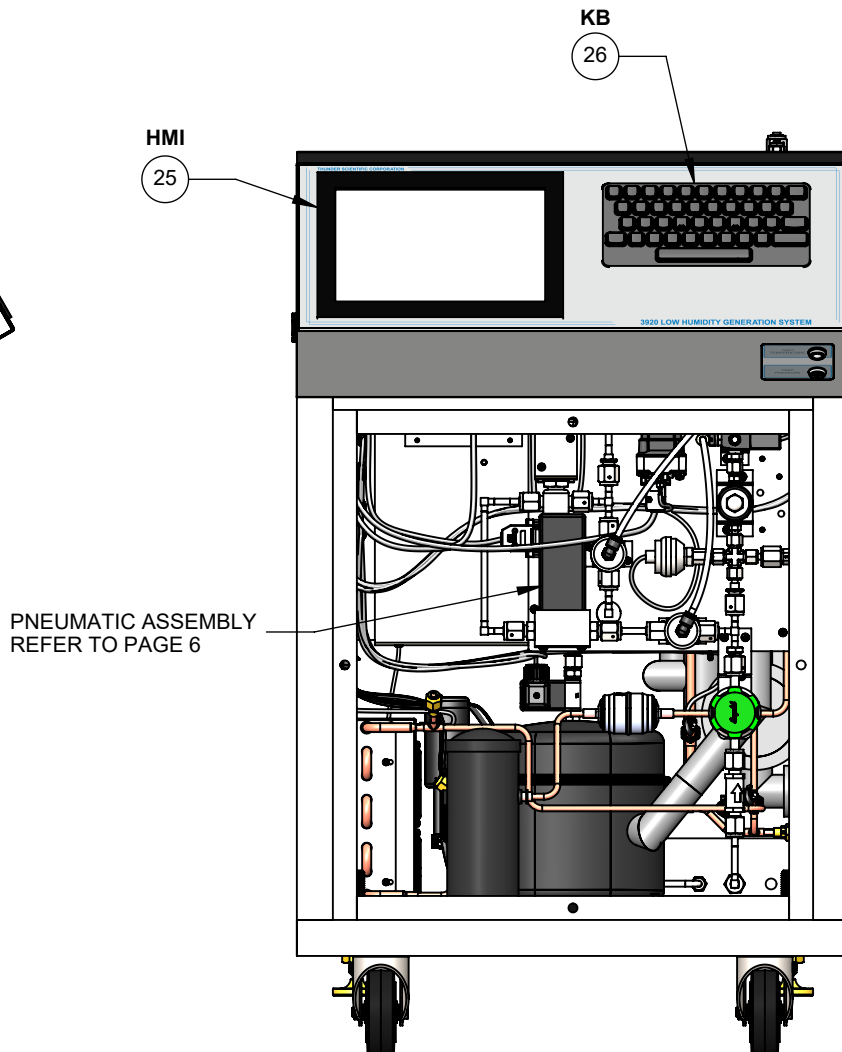 KB
26
HMI
25
THUNDER SCIENTIFIC CORPORATION
3920 LOW HUMIDITY GENERATION SYSTEM
PNEUMATIC ASSEMBLY
REFER TO PAGE 6